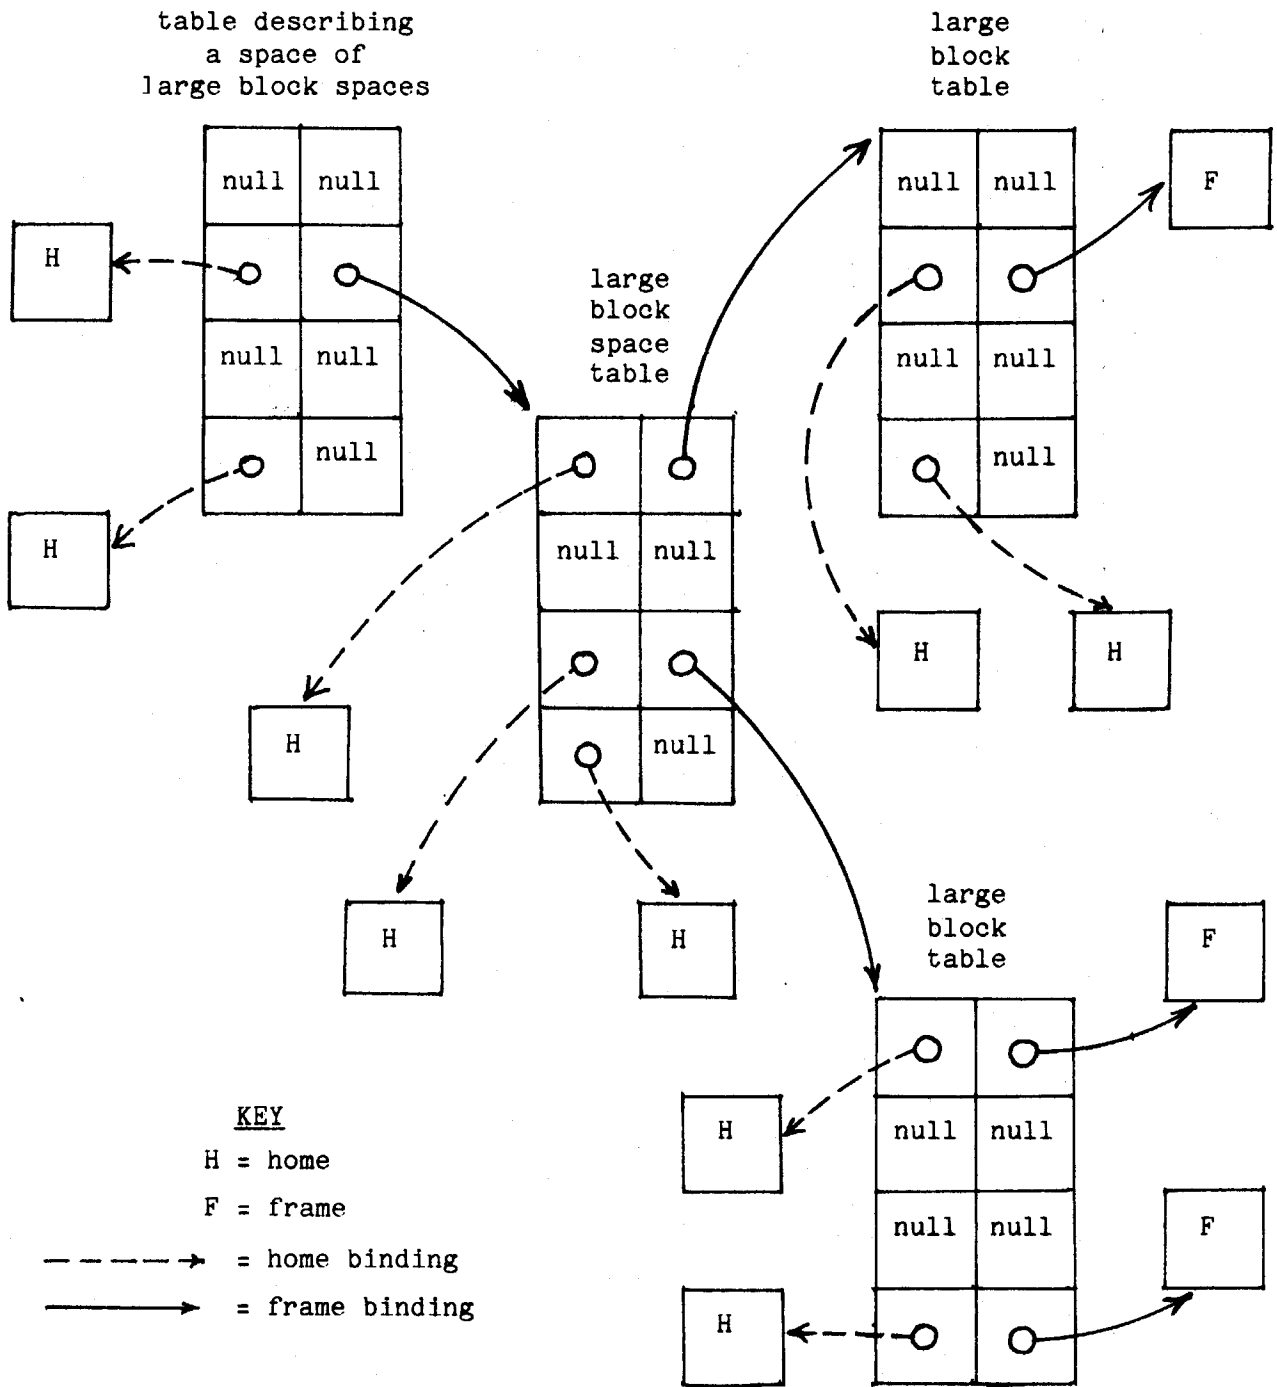 table describing
a space of
large block spaces
null null
H
null null
null
H
large
block
space
table
null null
null
H
H
H
large
block
table
null null
F
null null
null
H
H
large
block
table
F
null null
H
null null
F
H
KEY
H = home
F = frame
= home binding
= frame binding